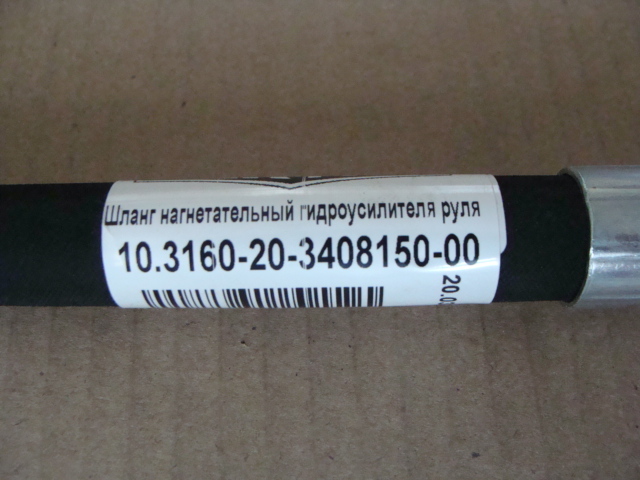 Шланг нагнетательный гидроусилителя руля
10.3160-20-3408150-00